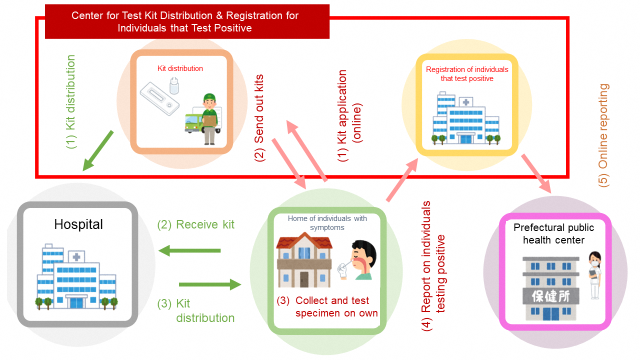 Center for Test Kit Distribution & Registration for
Individuals that Test Positive
(1) Kit distribution
Kit distribution
(2) Send out kits
(1) Kit application
(online)
Registration of individuals
that test positive
(5) Online reporting
Hospital
(2) Receive kit
(3) Kit
distribution
Home of individuals with
symptoms
(3) Collect and test
specimen on own
(4) Report on individuals
testing positive
Prefectural public
health center
保健所